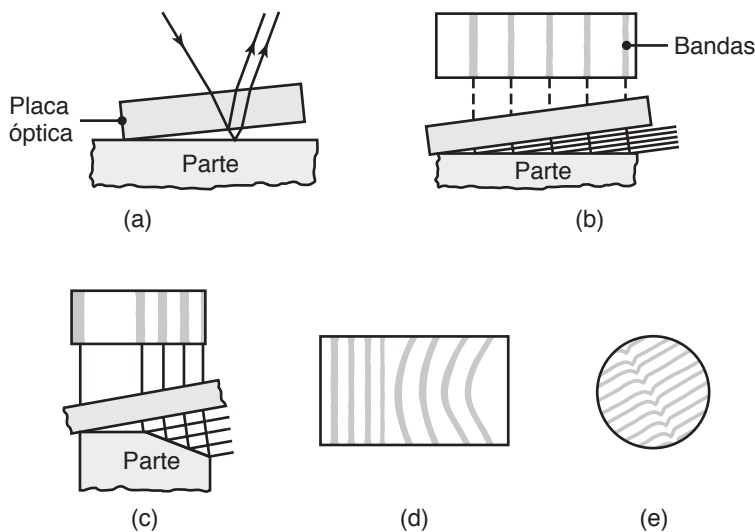 Placa
óptica
Parte
(a)
Bandas
Parte
(b)
Parte
(c)
(d)
(e)